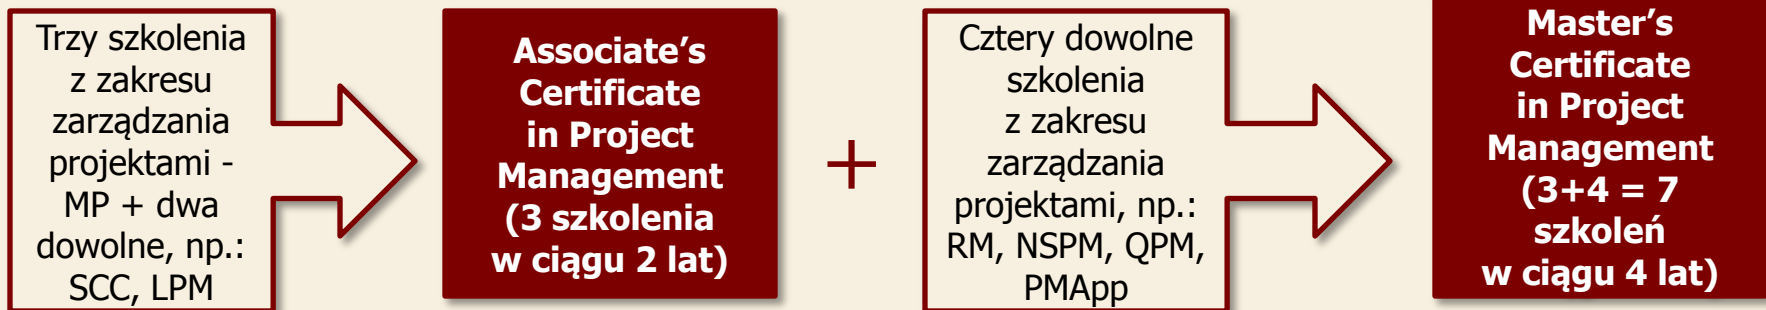 Trzy szkolenia
z zakresu
zarządzania
projektami -
MP + dwa
dowolne, np.:
SCC, LPM
Associate’s
Certificate
in Project
Management
(3 szkolenia
w ciągu 2 lat)
+
Cztery dowolne
szkolenia
z zakresu
zarządzania
projektami, np.:
RM, NSPM, QPM,
PMApp
Master’s
Certificate
in Project
Management
(3+4 = 7
szkoleń
w ciągu 4 lat)